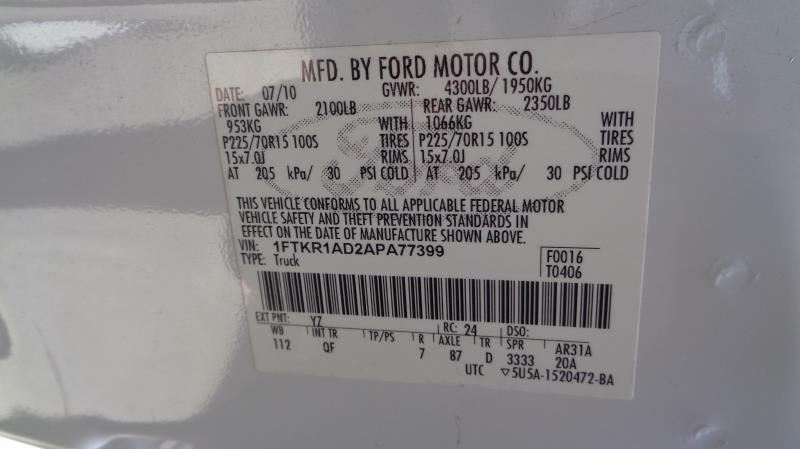 MFD. BY FORD MOTOR CO.
DATE: 07/10 GVWR: 4300LB/ 1950KG
FRONT GAWR: 2100LB REAR GAWR: 2350LB
953KG WITH 1066KG WITH
P225/70R15 100S TIRES P225/70R15 100S TIRES
15x7.0J RIMS 15x7.0J RIMS
AT 205 kPa/ 30 PSI COLD AT 205 kPa/ 30 PSI COLD
Ford
THIS VEHICLE CONFORMS TO ALL APPLICABLE FEDERAL MOTOR
VEHICLE SAFETY AND THEFT PREVENTION STANDARDS IN
EFFECT ON THE DATE OF MANUFACTURE SHOWN ABOVE.
VIN: 1FTKR1AD2APA77399 F0016
TYPE: Truck T0406
EXT PNT: YZ RC: 24 DSO:
WB INT TR TP/PS R AXLE TR SPR AR31A
112 QF 7 87 D 3333 20A
UTC ▽5U5A-1520472-BA